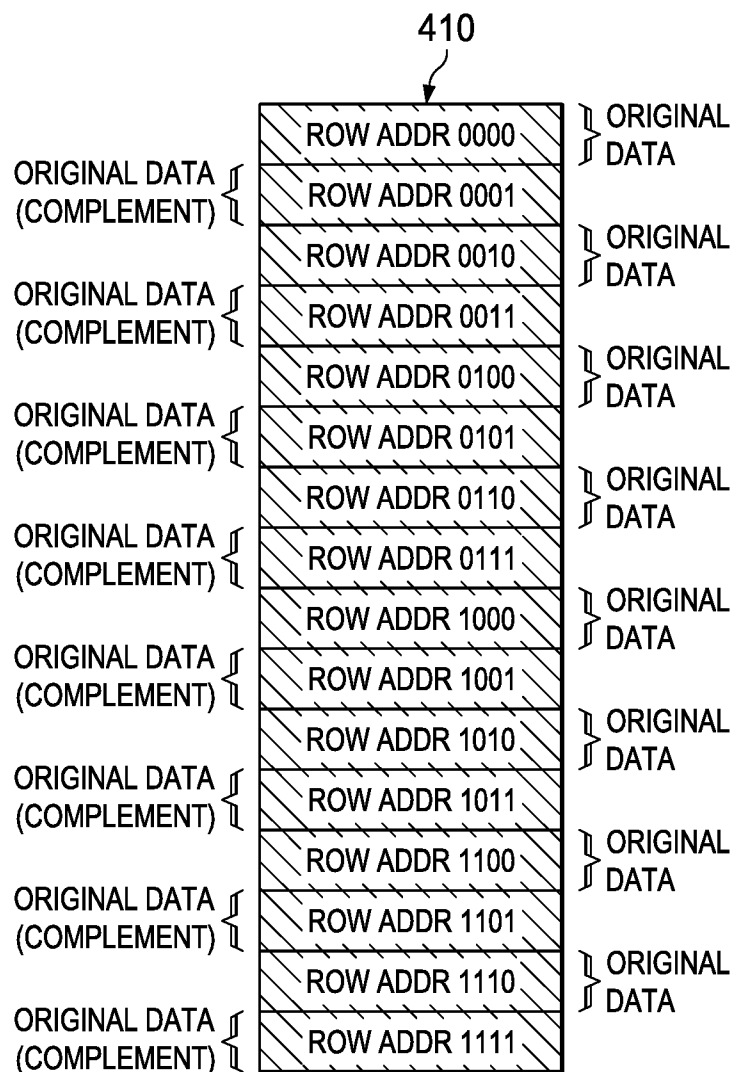 410
ROW ADDR 0000
ORIGINAL
DATA
ORIGINAL DATA
(COMPLEMENT)
ROW ADDR 0001
ROW ADDR 0010
ORIGINAL
DATA
ORIGINAL DATA
(COMPLEMENT)
ROW ADDR 0011
ROW ADDR 0100
ORIGINAL
DATA
ORIGINAL DATA
(COMPLEMENT)
ROW ADDR 0101
ROW ADDR 0110
ORIGINAL
DATA
ORIGINAL DATA
(COMPLEMENT)
ROW ADDR 0111
ROW ADDR 1000
ORIGINAL
DATA
ORIGINAL DATA
(COMPLEMENT)
ROW ADDR 1001
ROW ADDR 1010
ORIGINAL
DATA
ORIGINAL DATA
(COMPLEMENT)
ROW ADDR 1011
ROW ADDR 1100
ORIGINAL
DATA
ORIGINAL DATA
(COMPLEMENT)
ROW ADDR 1101
ROW ADDR 1110
ORIGINAL
DATA
ORIGINAL DATA
(COMPLEMENT)
ROW ADDR 1111